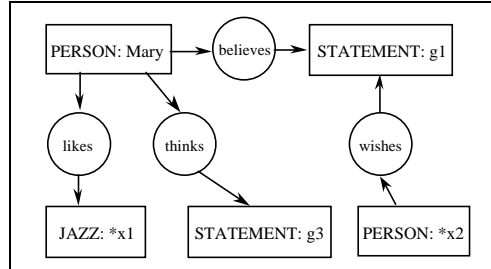 PERSON: Mary
believes
STATEMENT: g1
likes
thinks
wishes
JAZZ: *x1
STATEMENT: g3
PERSON: *x2